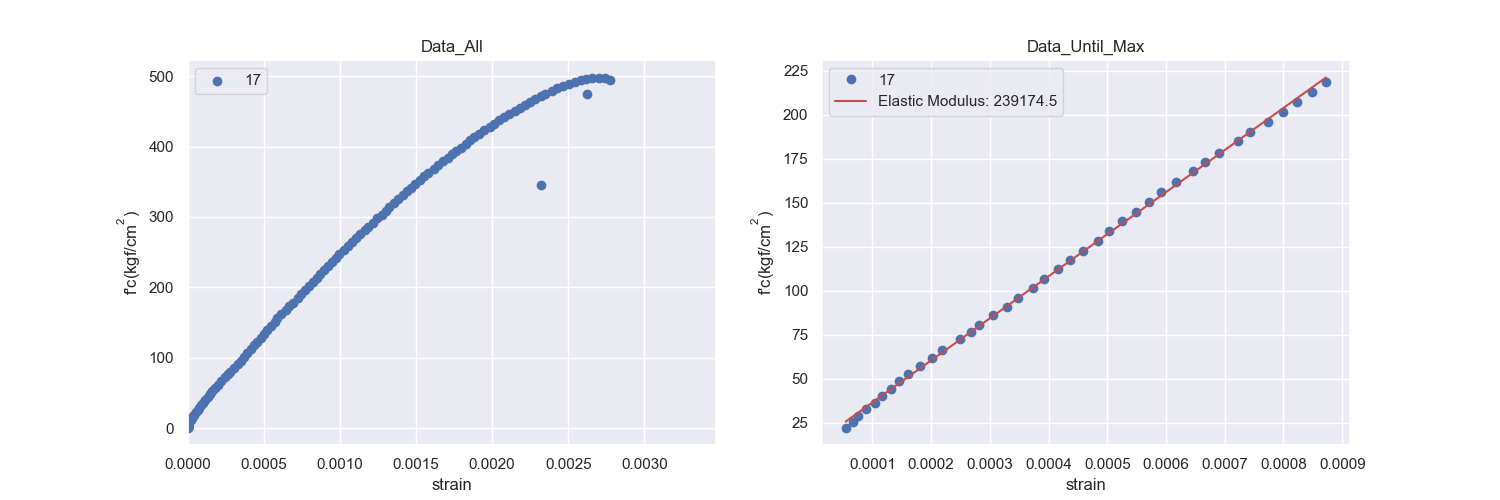 Data_All
17
500
400
300
200
100
0
f'c(kgf/cm²)
0.0000 0.0005 0.0010 0.0015 0.0020 0.0025 0.0030
strain
Data_Until_Max
17
Elastic Modulus: 239174.5
225
200
175
150
125
100
75
50
25
f'c(kgf/cm²)
0.0001 0.0002 0.0003 0.0004 0.0005 0.0006 0.0007 0.0008 0.0009
strain